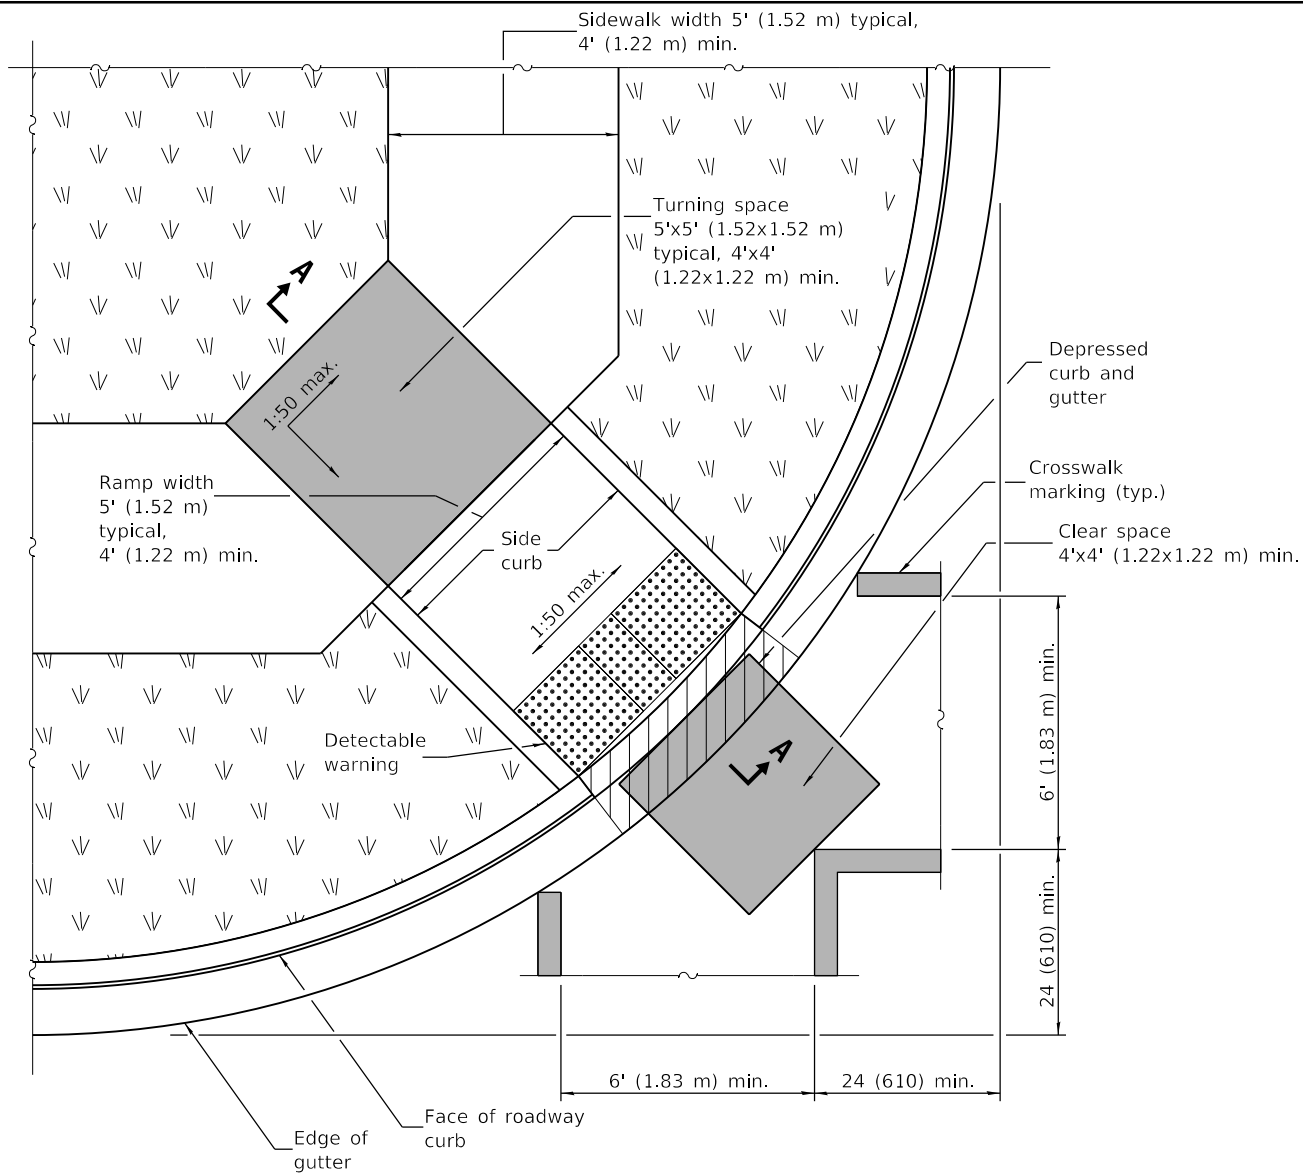 Sidewalk width 5' (1.52 m) typical,
4' (1.22 m) min.
Turning space
5'x5' (1.52x1.52 m)
typical, 4'x4'
(1.22x1.22 m) min.
A
1:50 max.
Depressed
curb and
gutter
Crosswalk
marking (typ.)
Clear space
4'x4' (1.22x1.22 m) min.
Ramp width
5' (1.52 m)
typical,
4' (1.22 m) min.
Side
curb
1:50 max.
Detectable
warning
A
6' (1.83 m) min.
24 (610) min.
6' (1.83 m) min.
24 (610) min.
Face of roadway
curb
Edge of
gutter